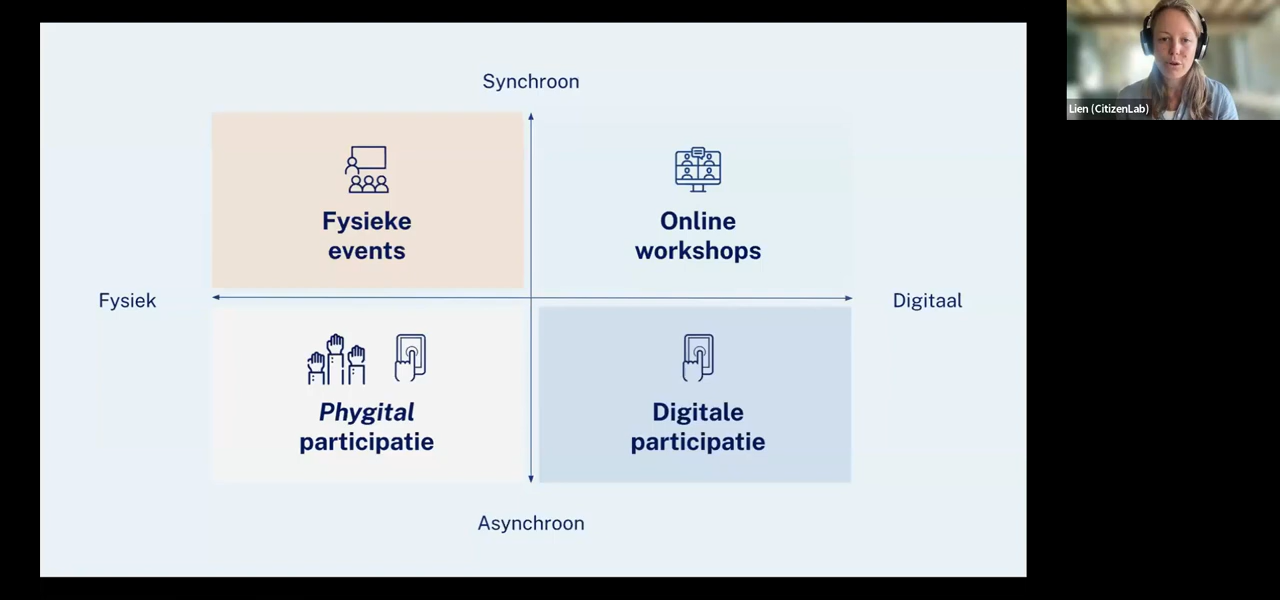 Synchroon
Fysieke
events
Online
workshops
Fysiek
Digitaal
Phygital
participatie
Digitale
participatie
Asynchroon
Lien (CitizenLab)